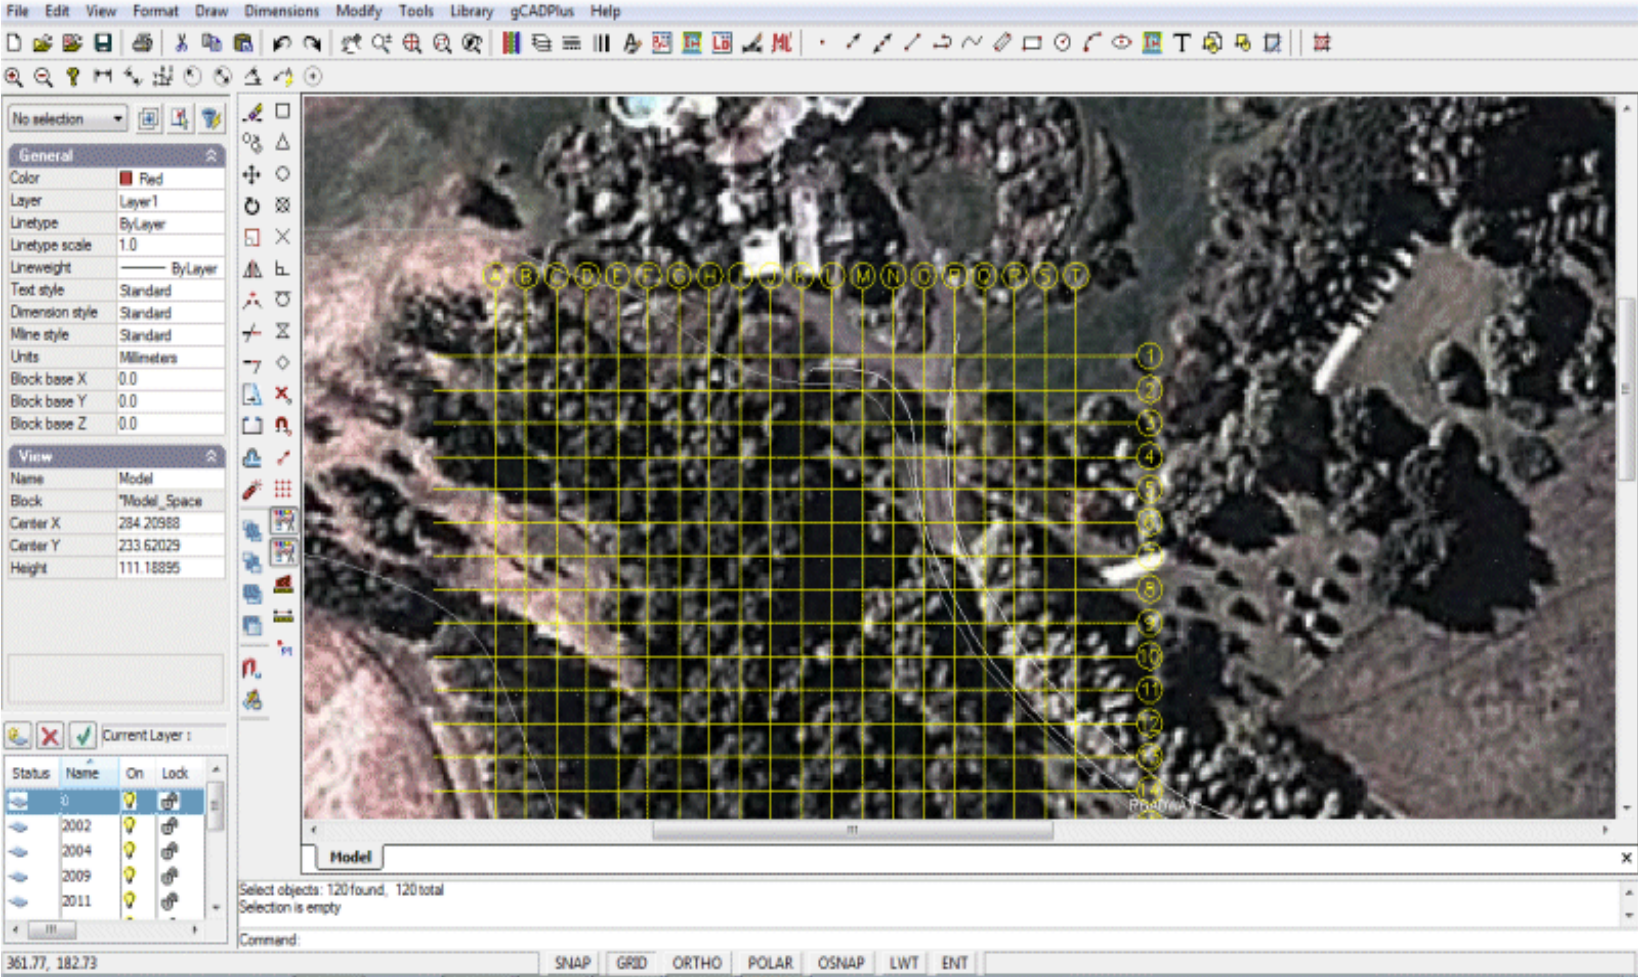 File Edit View Format Draw Dimensions Modify Tools Library gCADPlus Help
No selection
General
Color Red
Layer Layer1
Linetype ByLayer
Linetype scale 1.0
Lineweight ByLayer
Text style Standard
Dimension style Standard
Mline style Standard
Units Millimeters
Block base X 0.0
Block base Y 0.0
Block base Z 0.0
View
Name Model
Block *Model_Space
Center X 284.20988
Center Y 233.62029
Height 111.18895
Current Layer :
Status Name On Lock
0
2002
2004
2009
2011
A B C D E F G H I J K L M N O P Q R S T
1
2
3
4
5
6
7
8
9
10
11
12
13
14
ROADWAY
Model
Select objects: 120 found, 120 total
Selection is empty
Command:
361.77, 182.73 SNAP GRID ORTHO POLAR OSNAP LWT ENT